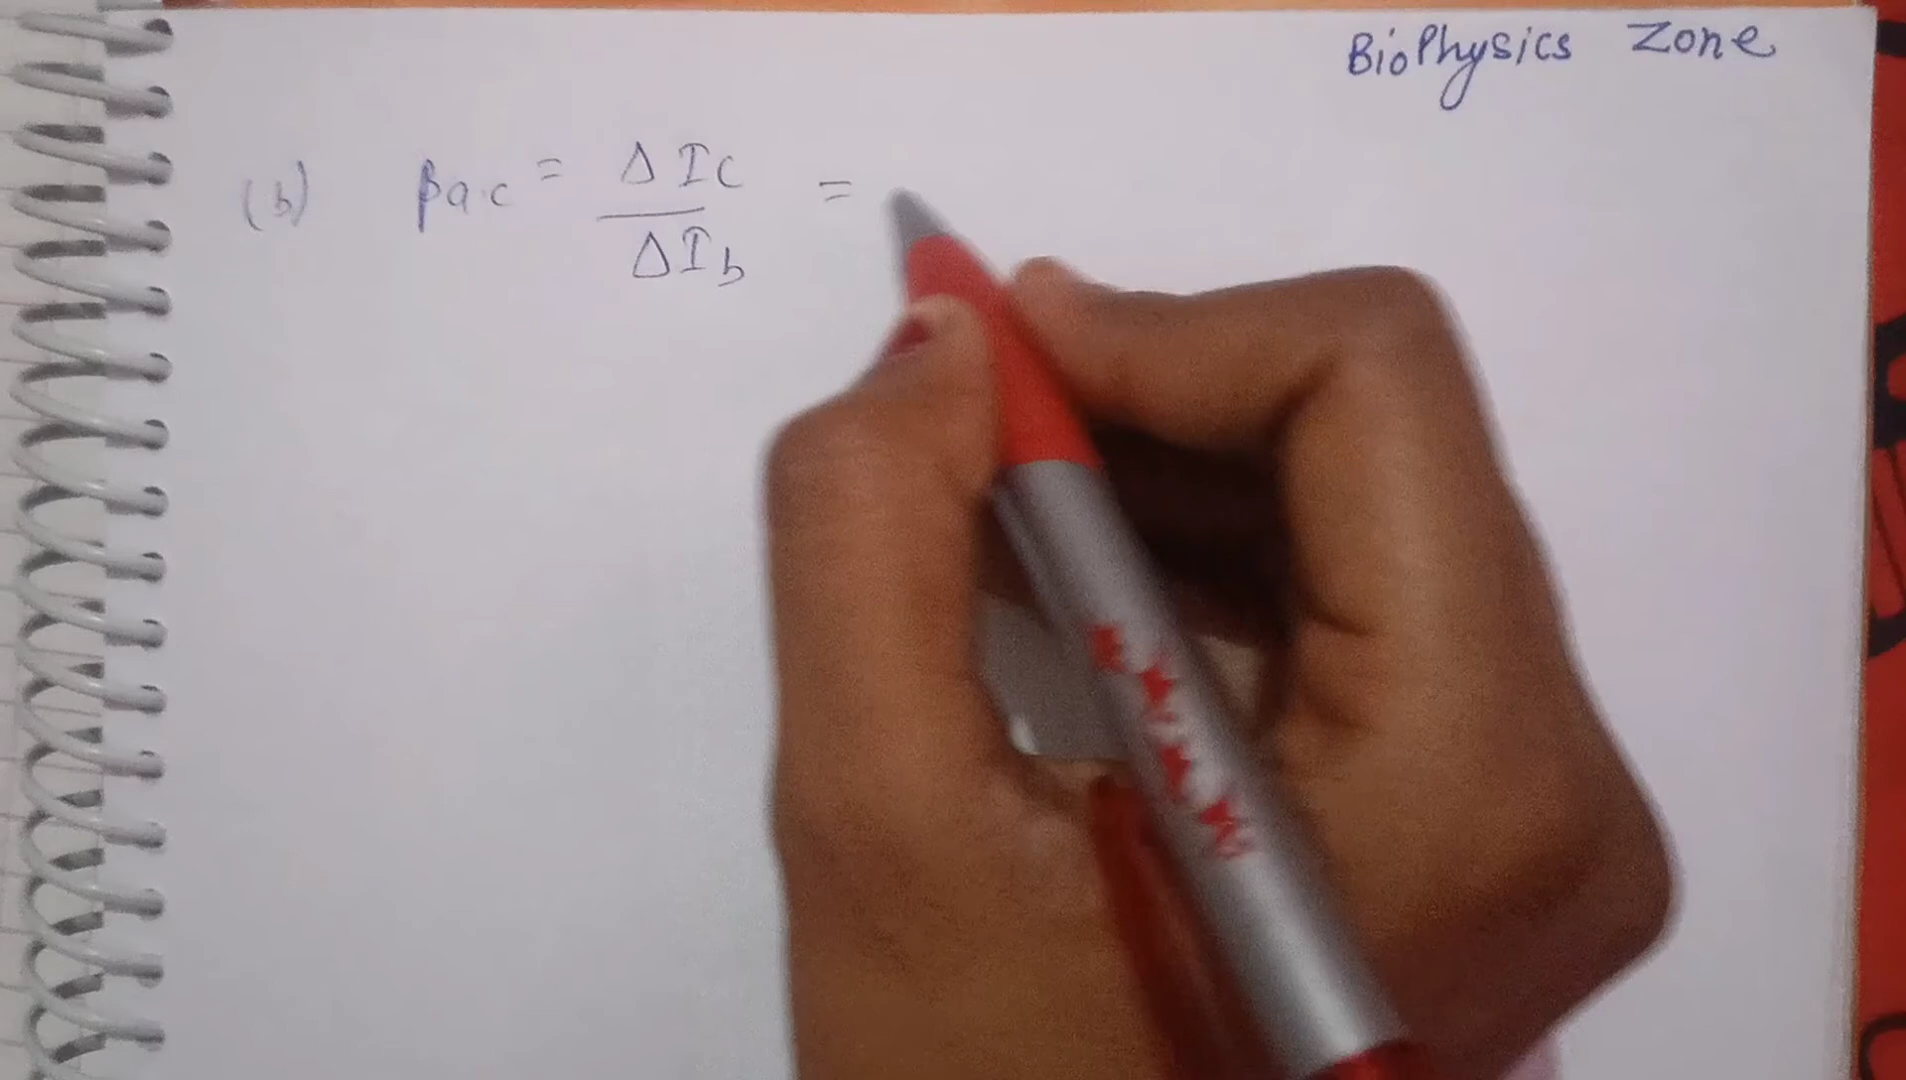 BioPhysics Zone
(b) βa.c = ΔIc / ΔIb =